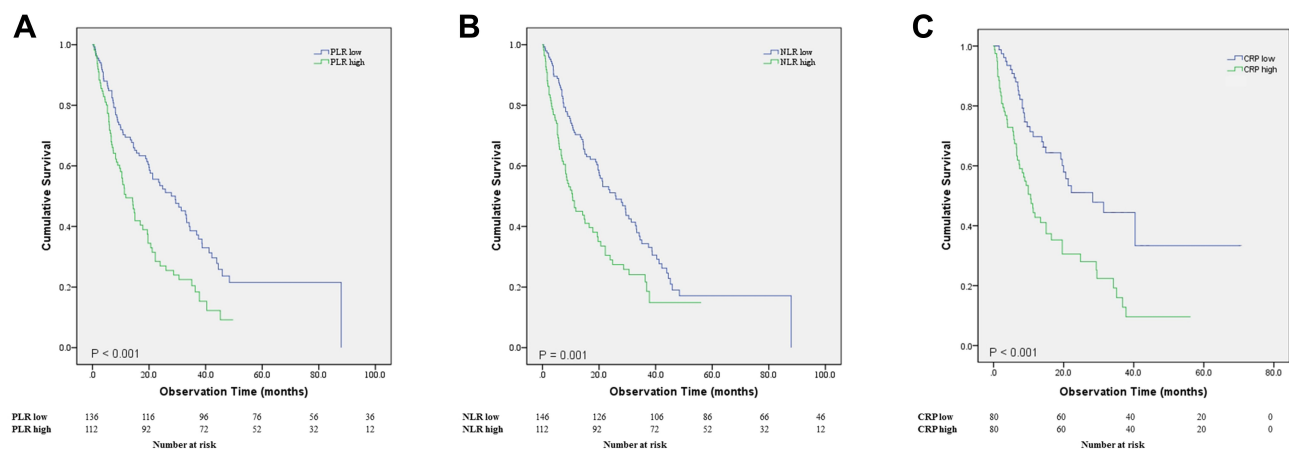 A
PLR low
PLR high
1.0
0.8
0.6
0.4
0.2
0.0
Cumulative Survival
P < 0.001
.0 20.0 40.0 60.0 80.0 100.0
Observation Time (months)
PLR low 136 116 96 76 56 36
PLR high 112 92 72 52 32 12
Number at risk
B
NLR low
NLR high
1.0
0.8
0.6
0.4
0.2
0.0
Cumulative Survival
P = 0.001
.0 20.0 40.0 60.0 80.0 100.0
Observation Time (months)
NLR low 146 126 106 86 66 46
NLR high 112 92 72 52 32 12
Number at risk
C
CRP low
CRP high
1.0
0.8
0.6
0.4
0.2
0.0
Cumulative Survival
P < 0.001
.0 20.0 40.0 60.0 80.0
Observation Time (months)
CRP low 80 60 40 20 0
CRP high 80 60 40 20 0
Number at risk